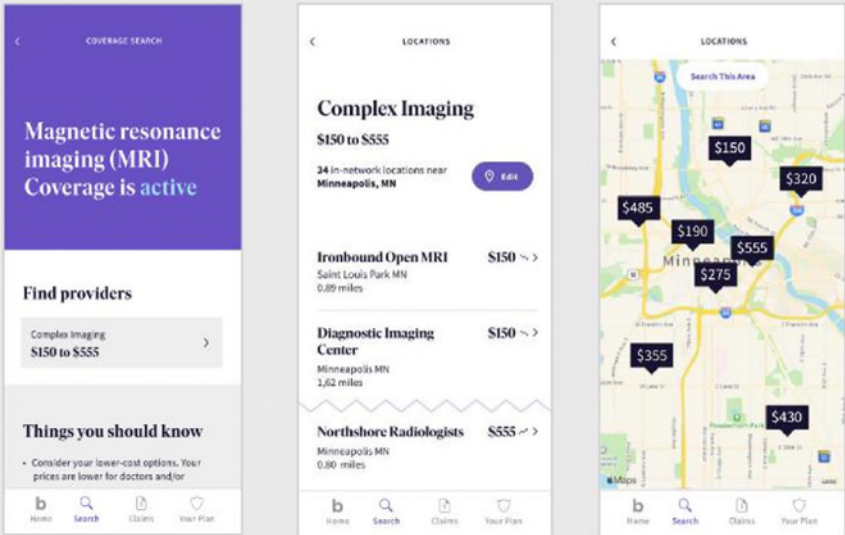 COVERAGE SEARCH
Magnetic resonance
imaging (MRI)
Coverage is active
Find providers
Complex Imaging
$150 to $555
Things you should know
• Consider your lower-cost options. Your
prices are lower for doctors and/or
b
Home
Search
Claims
Your Plan
LOCATIONS
Complex Imaging
$150 to $555
34 in-network locations near
Minneapolis, MN
Edit
Ironbound Open MRI
$150
Saint Louis Park MN
0.89 miles
Diagnostic Imaging
Center
$150
Minneapolis MN
1,62 miles
Northshore Radiologists
$555
Minneapolis MN
0.80 miles
b
Home
Search
Claims
Your Plan
LOCATIONS
Search This Area
$150
$320
$485
$190
$555
$275
$355
$430
Maps
b
Home
Search
Claims
Your Plan